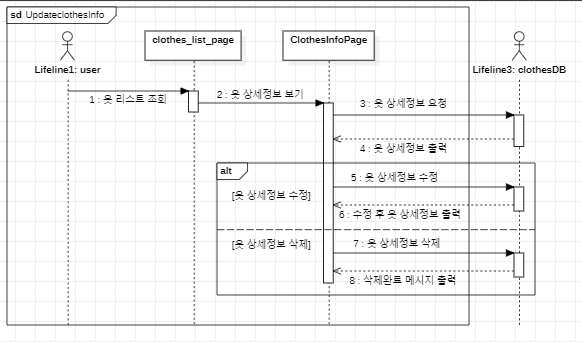 sd UpdateclothesInfo
clothes_list_page
ClothesInfoPage
Lifeline1: user
Lifeline3: clothesDB
1 : 옷 리스트 조회
2 : 옷 상세정보 보기
3 : 옷 상세정보 요청
4 : 옷 상세정보 출력
alt
5 : 옷 상세정보 수정
[옷 상세정보 수정]
6 : 수정 후 옷 상세정보 출력
[옷 상세정보 삭제]
7 : 옷 상세정보 삭제
8 : 삭제완료 메시지 출력